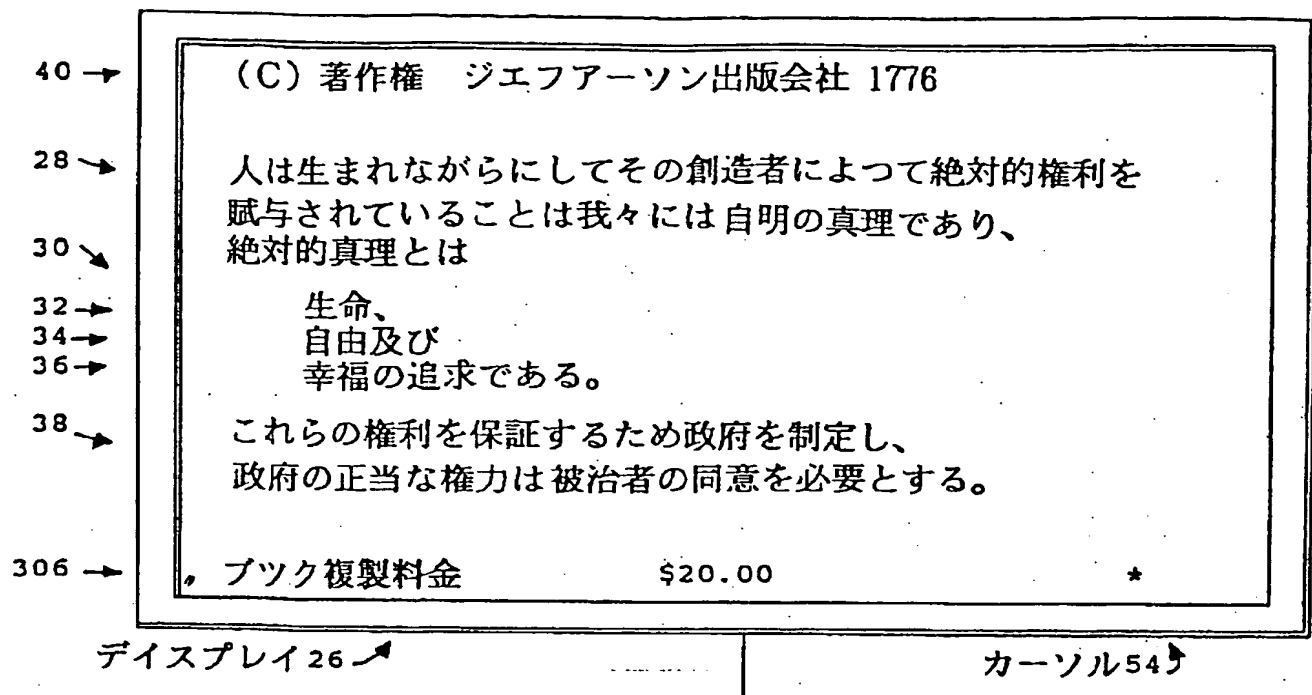 40 → （C）著作権　ジエフアーソン出版会社 1776
28 人は生まれながらにしてその創造者によつて絶対的権利を
賦与されていることは我々には自明の真理であり、
30 絶対的真理とは
32 → 生命、
34 → 自由及び
36 → 幸福の追求である。
38 これらの権利を保証するため政府を制定し、
政府の正当な権力は被治者の同意を必要とする。
306 → ブツク複製料金　$20.00　*
デイスプレイ26　カーソル54